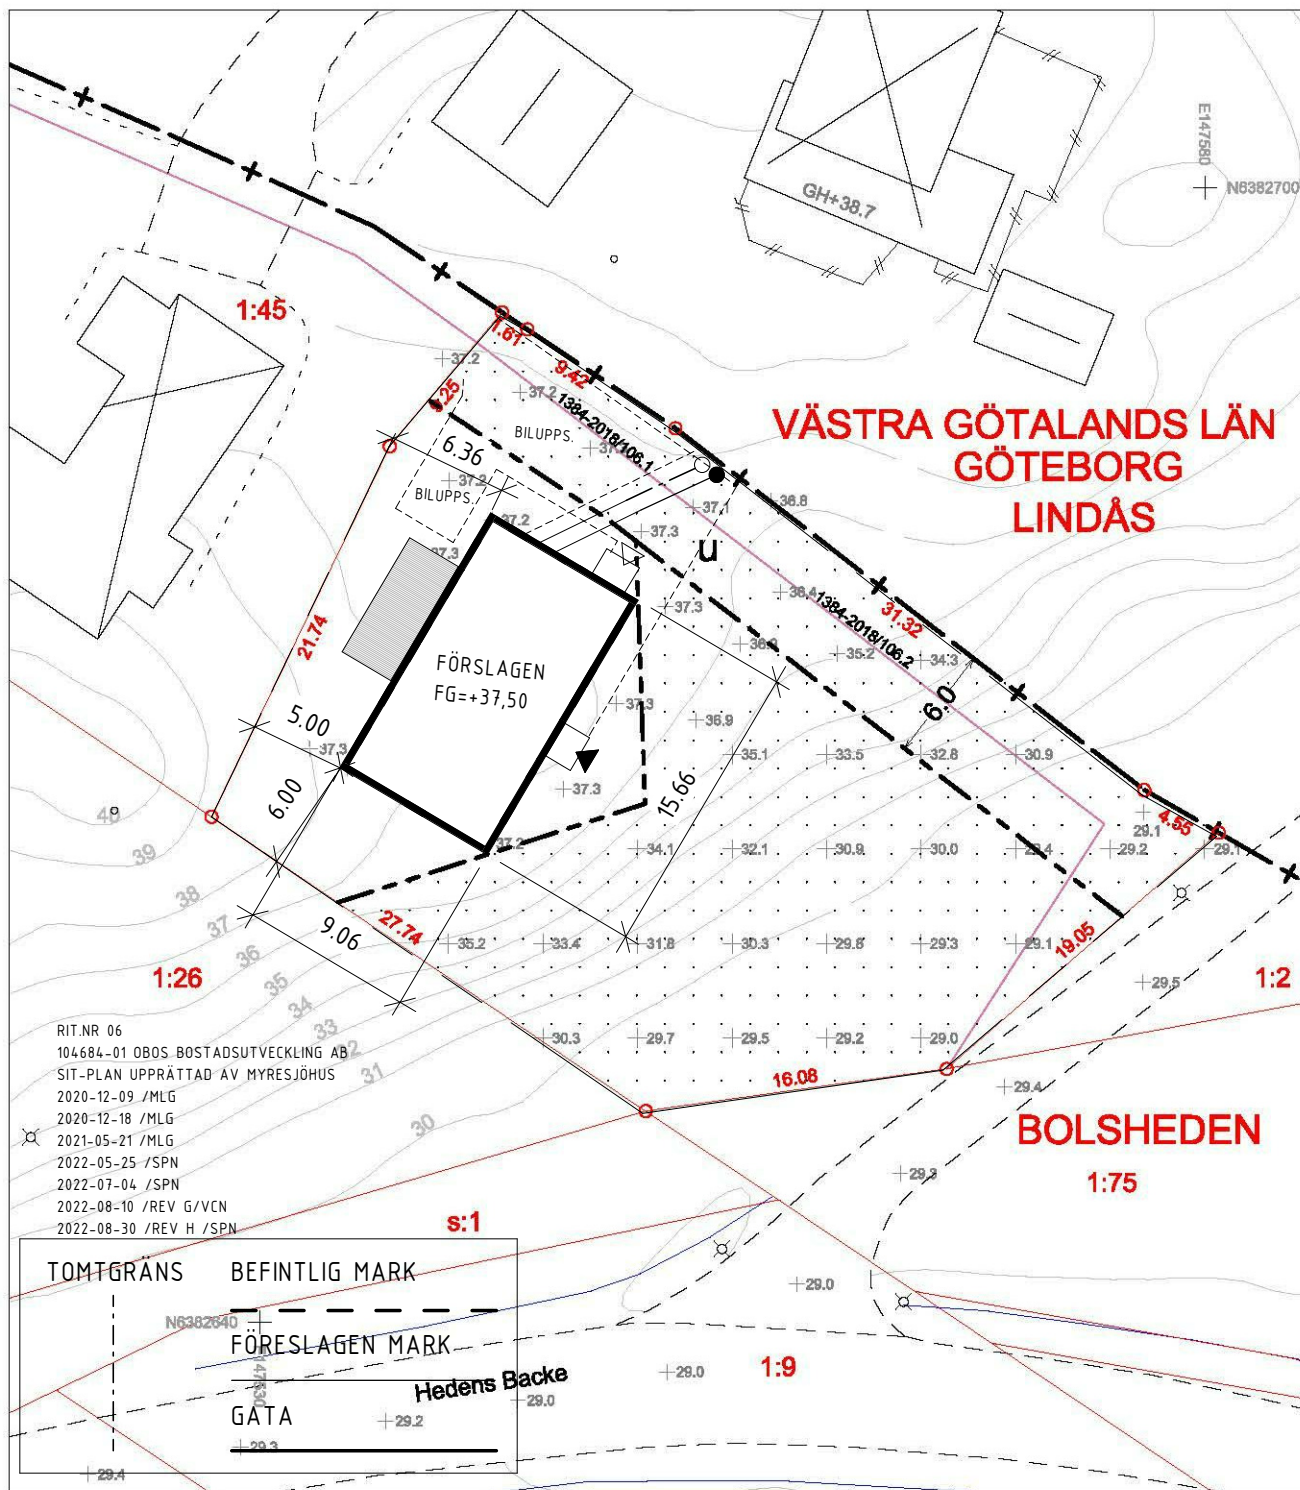 E147580
N6382700
GH+38.7
1:45
1.61
9.42
37.2
9.25
37.2
1384-2018/106.1
VÄSTRA GÖTALANDS LÄN
GÖTEBORG
LINDÅS
BILUPPS.
6.36
37.2
BILUPPS.
36.8
37.1
37.2
37.3
u
37.3
36.4
37.3
1384-2018/106.2
31.32
21.74
36.9
35.2
34.3
FÖRSLAGEN
FG=+37,50
6.0
37.3
36.9
5.00
37.3
35.1
33.5
32.8
30.9
6.00
37.3
15.66
40
4.55
29.1
39
37.2
34.1
32.1
30.9
30.0
29.4
29.2
29.1
38
37
9.06
27.74
35.2
33.4
31.8
30.3
29.6
29.3
29.1
19.05
36
1:26
35
29.5
1:2
34
33
32
31
30
30.3
29.7
29.5
29.2
29.0
16.08
29.4
RIT.NR 06
104684-01 OBOS BOSTADSUTVECKLING AB
SIT-PLAN UPPRÄTTAD AV MYRESJÖHUS
2020-12-09 /MLG
2020-12-18 /MLG
2021-05-21 /MLG
2022-05-25 /SPN
2022-07-04 /SPN
2022-08-10 /REV G/VCN
2022-08-30 /REV H /SPN
BOLSHEDEN
1:75
29.3
s:1
29.0
TOMTGRÄNS
BEFINTLIG MARK
N6382640
FÖRESLAGEN MARK
E147530
Hedens Backe
29.0
1:9
29.0
GATA
29.2
29.3
29.4